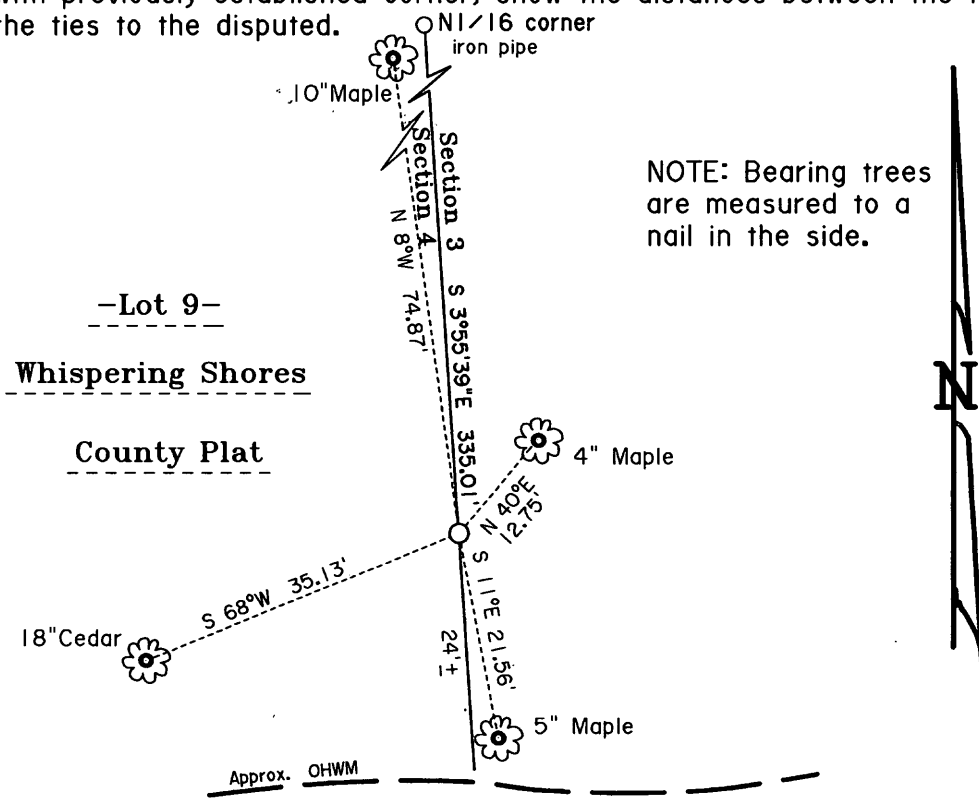 the ties to the disputed.
N1/16 corner
iron pipe
10"Maple
Section 4
Section 3
S 3°55'39"E 335.01'
N 8°W 74.87'
NOTE: Bearing trees
are measured to a
nail in the side.
-Lot 9-
Whispering Shores
County Plat
N
4" Maple
N 40°E
12.75'
S 68°W 35.13'
18"Cedar
S 11°E 21.56'
24'±
5" Maple
Approx. OHWM